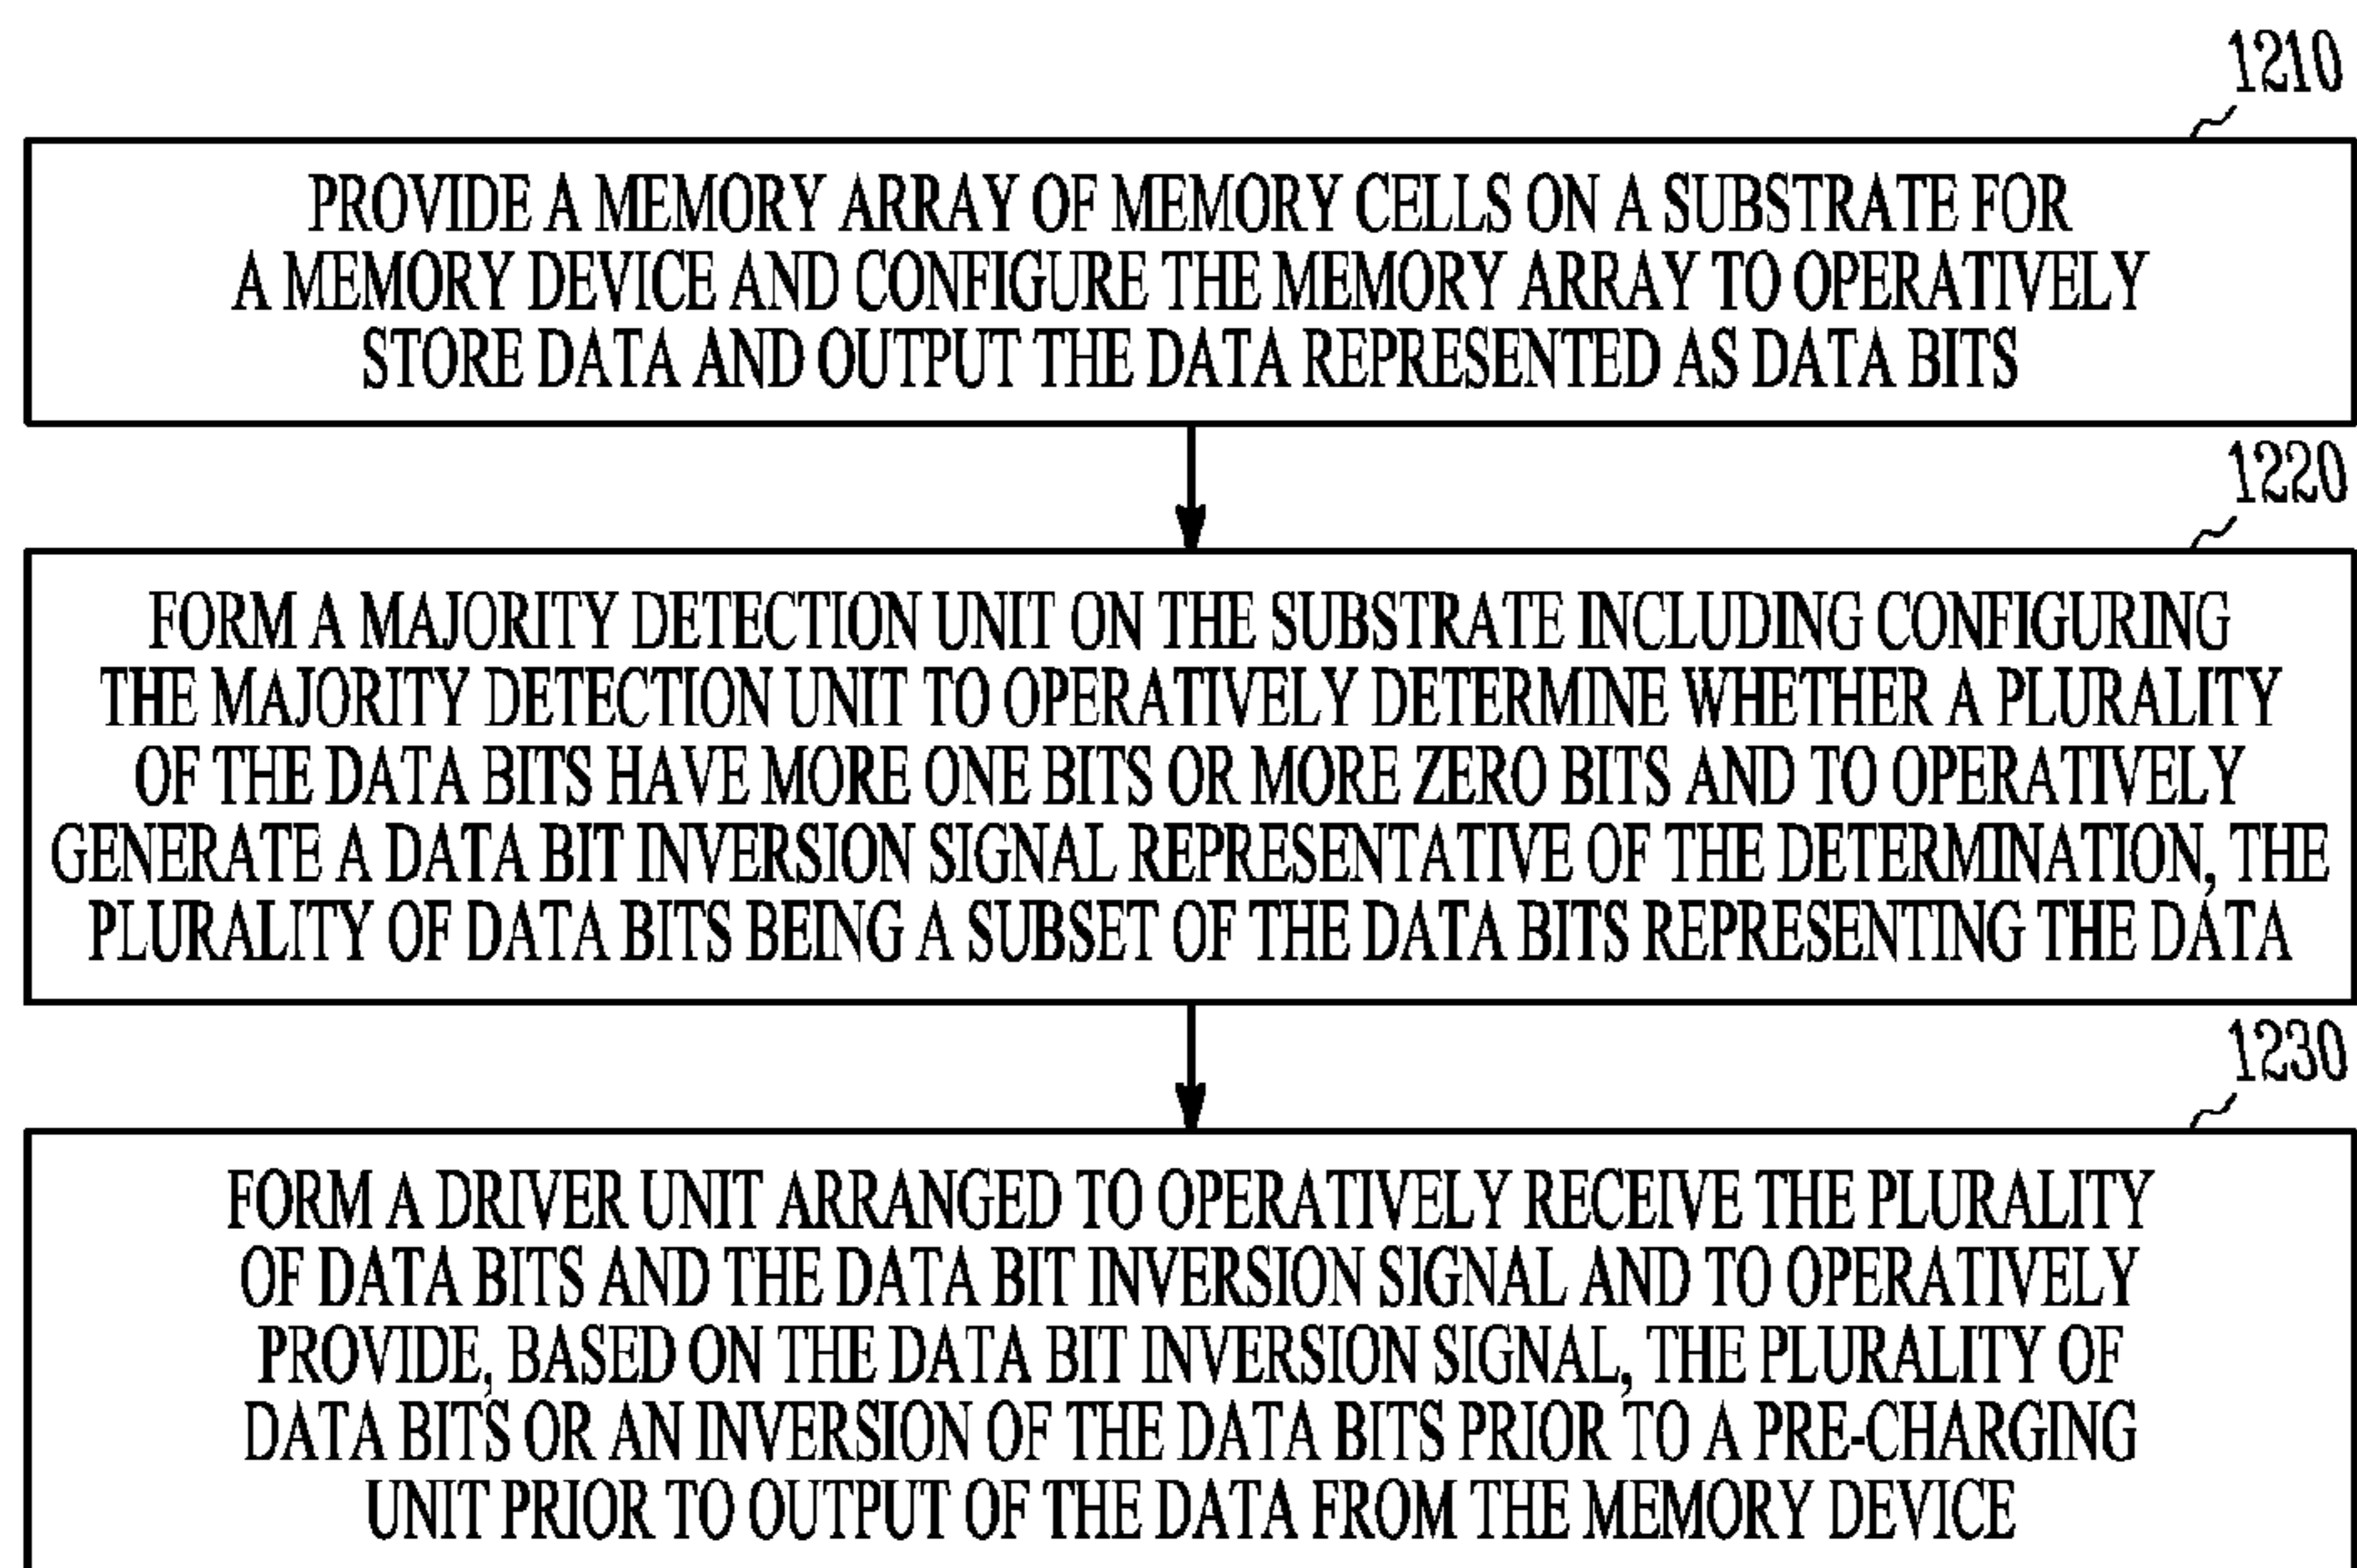 1210
PROVIDE A MEMORY ARRAY OF MEMORY CELLS ON A SUBSTRATE FOR
A MEMORY DEVICE AND CONFIGURE THE MEMORY ARRAY TO OPERATIVELY
STORE DATA AND OUTPUT THE DATA REPRESENTED AS DATA BITS
1220
FORM A MAJORITY DETECTION UNIT ON THE SUBSTRATE INCLUDING CONFIGURING
THE MAJORITY DETECTION UNIT TO OPERATIVELY DETERMINE WHETHER A PLURALITY
OF THE DATA BITS HAVE MORE ONE BITS OR MORE ZERO BITS AND TO OPERATIVELY
GENERATE A DATA BIT INVERSION SIGNAL REPRESENTATIVE OF THE DETERMINATION, THE
PLURALITY OF DATA BITS BEING A SUBSET OF THE DATA BITS REPRESENTING THE DATA
1230
FORM A DRIVER UNIT ARRANGED TO OPERATIVELY RECEIVE THE PLURALITY
OF DATA BITS AND THE DATA BIT INVERSION SIGNAL AND TO OPERATIVELY
PROVIDE, BASED ON THE DATA BIT INVERSION SIGNAL, THE PLURALITY OF
DATA BITS OR AN INVERSION OF THE DATA BITS PRIOR TO A PRE-CHARGING
UNIT PRIOR TO OUTPUT OF THE DATA FROM THE MEMORY DEVICE